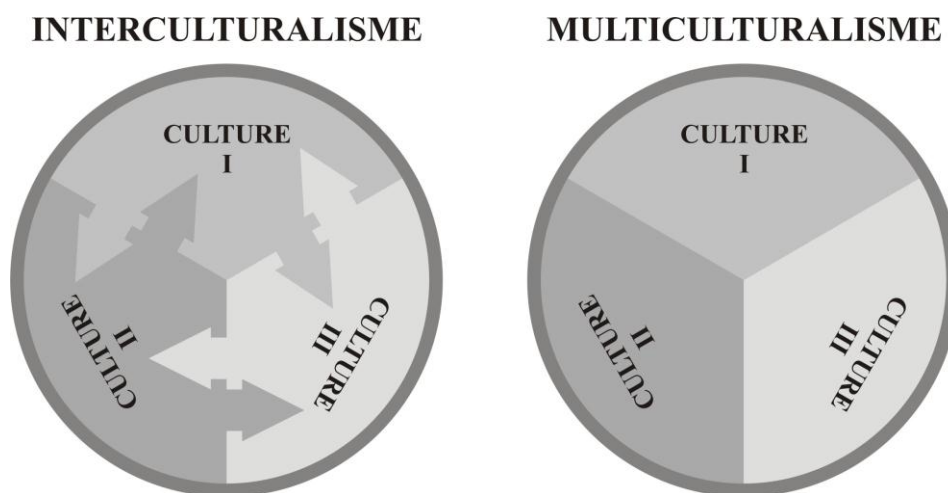 INTERCULTURALISME
CULTURE
I
CULTURE
II
CULTURE
III
MULTICULTURALISME
CULTURE
I
CULTURE
II
CULTURE
III